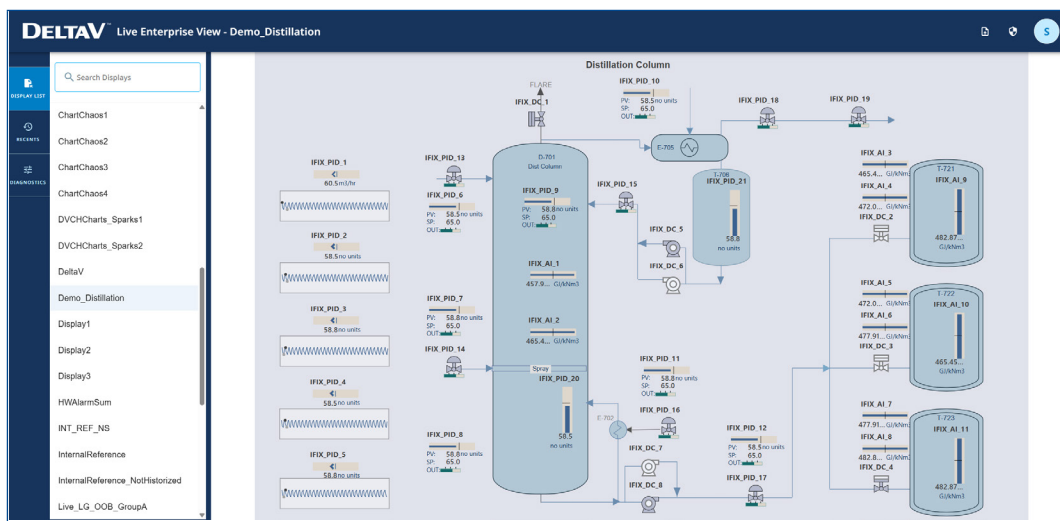 DELTAV™ Live Enterprise View - Demo_Distillation
S
DISPLAY LIST
RECENTS
DIAGNOSTICS
Search Displays
ChartChaos1
ChartChaos2
ChartChaos3
ChartChaos4
DVCHCharts_Sparks1
DVCHCharts_Sparks2
DeltaV
Demo_Distillation
Display1
Display2
Display3
HWAlarmSum
INT_REF_NS
InternalReference
InternalReference_NotHistorized
Live_LG_OOB_GroupA
Distillation Column
IFIX_PID_1
60.5 m3/hr
IFIX_PID_2
58.5 no units
IFIX_PID_3
58.8 no units
IFIX_PID_4
58.5 no units
IFIX_PID_5
58.8 no units
IFIX_PID_13
IFIX_PID_6
PV: 58.5 no units
SP: 65.0
OUT:
IFIX_PID_7
PV: 58.8 no units
SP: 65.0
OUT:
IFIX_PID_14
IFIX_PID_8
PV: 58.8 no units
SP: 65.0
OUT:
FLARE
IFIX_DC_1
D-701
Dist Column
IFIX_PID_9
PV: 58.8 no units
SP: 65.0
OUT:
IFIX_AI_1
457.9... GJ/kNm3
IFIX_AI_2
465.4... GJ/kNm3
Spray
IFIX_PID_20
58.5
no units
IFIX_PID_10
PV: 58.5 no units
SP: 65.0
OUT:
E-705
IFIX_PID_18
IFIX_PID_19
IFIX_PID_15
T-706
IFIX_PID_21
58.8
no units
IFIX_DC_5
IFIX_DC_6
IFIX_PID_11
PV: 58.8 no units
SP: 65.0
OUT:
E-702
IFIX_PID_16
IFIX_DC_7
IFIX_DC_8
IFIX_PID_12
PV: 58.5 no units
SP: 65.0
OUT:
IFIX_PID_17
IFIX_AI_3
465.4... GJ/kNm3
IFIX_AI_4
472.0... GJ/kNm3
IFIX_DC_2
T-721
IFIX_AI_9
482.87...
GJ/kNm3
IFIX_AI_5
472.0... GJ/kNm3
IFIX_AI_6
477.91... GJ/kNm3
IFIX_DC_3
T-722
IFIX_AI_10
465.45...
GJ/kNm3
IFIX_AI_7
477.91... GJ/kNm3
IFIX_AI_8
482.8... GJ/kNm3
IFIX_DC_4
T-723
IFIX_AI_11
482.87...
GJ/kNm3